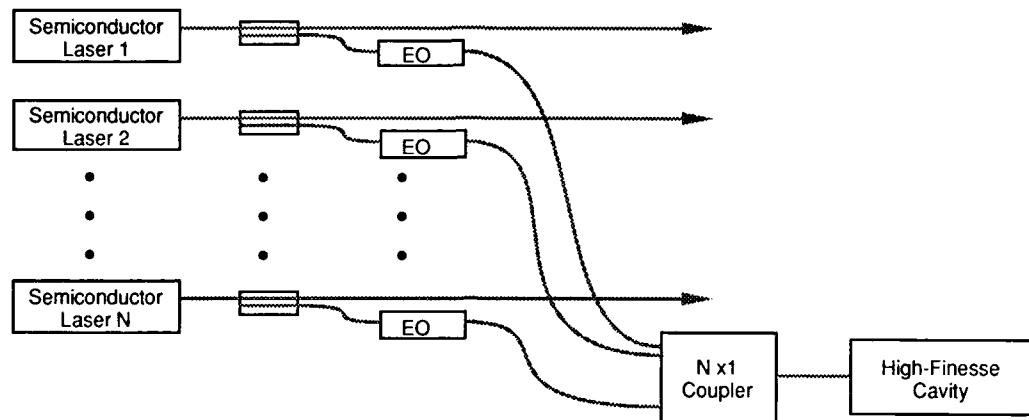 Semiconductor
Laser 1
EO
Semiconductor
Laser 2
EO
Semiconductor
Laser N
EO
N x1
Coupler
High-Finesse
Cavity